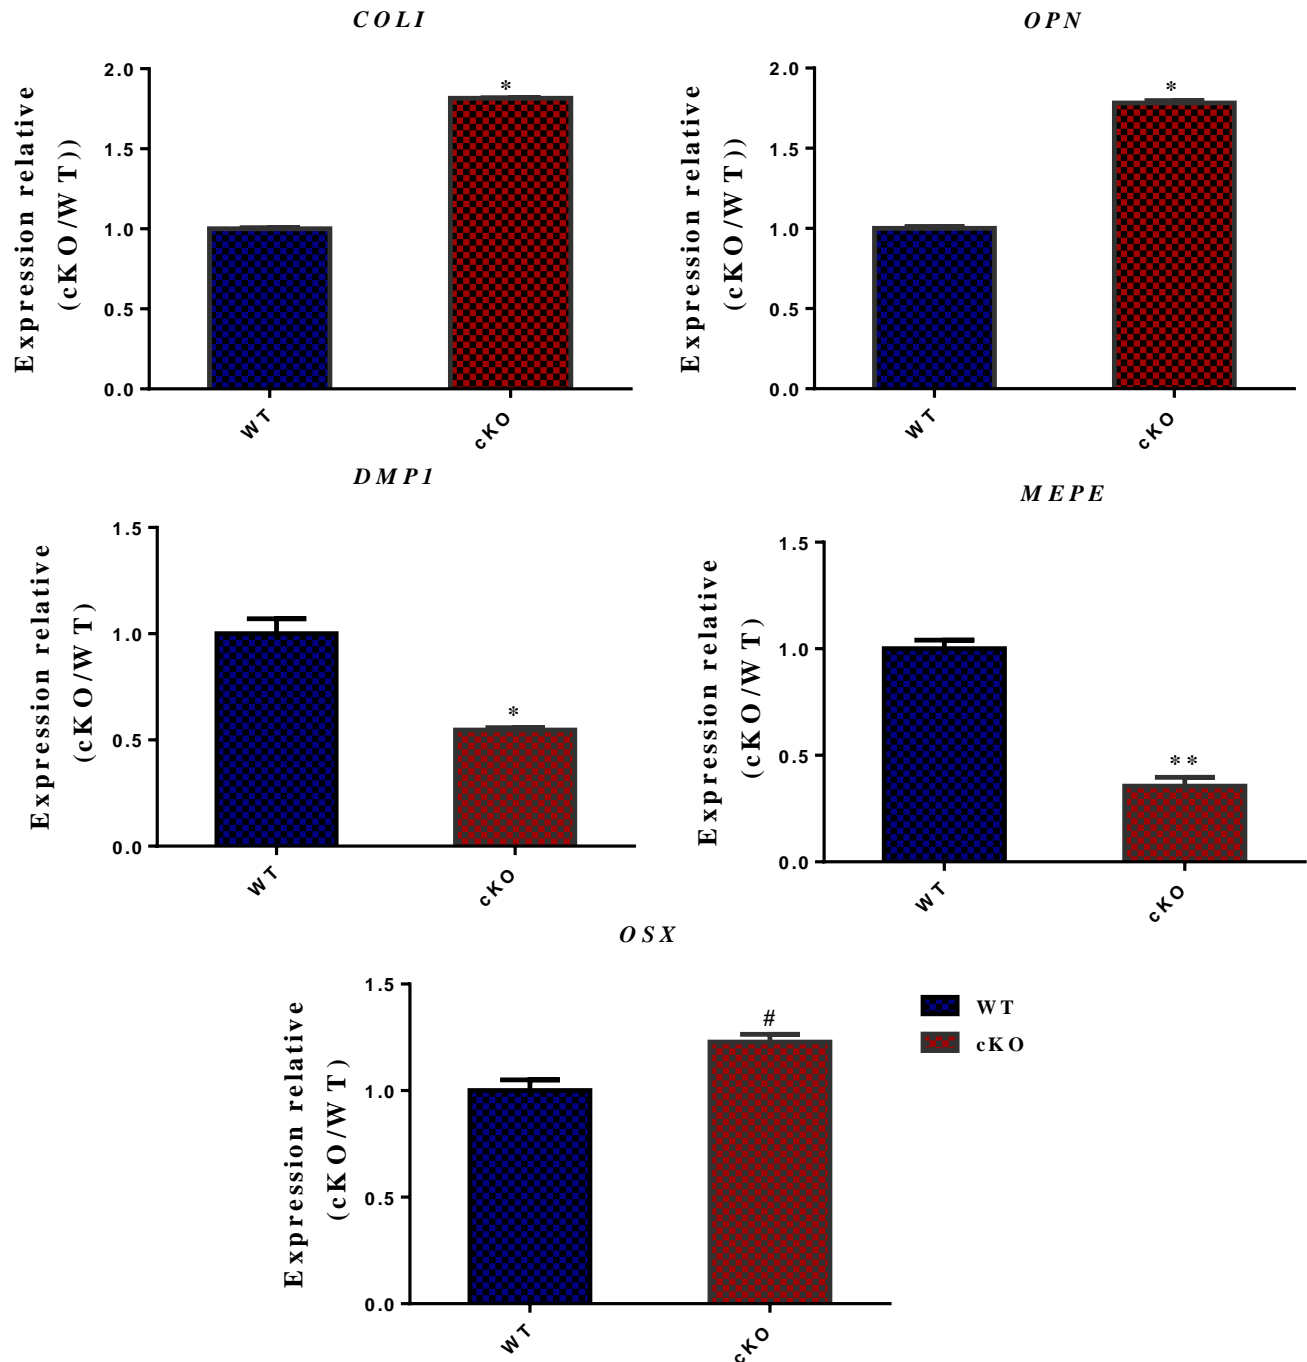 COLI
Expression relative
(cKO/WT))
2.0
*
1.5
1.0
0.5
0.0
WT
cKO
OPN
Expression relative
(cKO/WT))
2.0
*
1.5
1.0
0.5
0.0
WT
cKO
DMP1
Expression relative
(cKO/WT)
1.5
1.0
*
0.5
0.0
WT
cKO
MEPE
Expression relative
(cKO/WT)
1.5
1.0
**
0.5
0.0
WT
cKO
OSX
Expression relative
(cKO/WT)
1.5
#
1.0
0.5
0.0
WT
cKO
WT
cKO